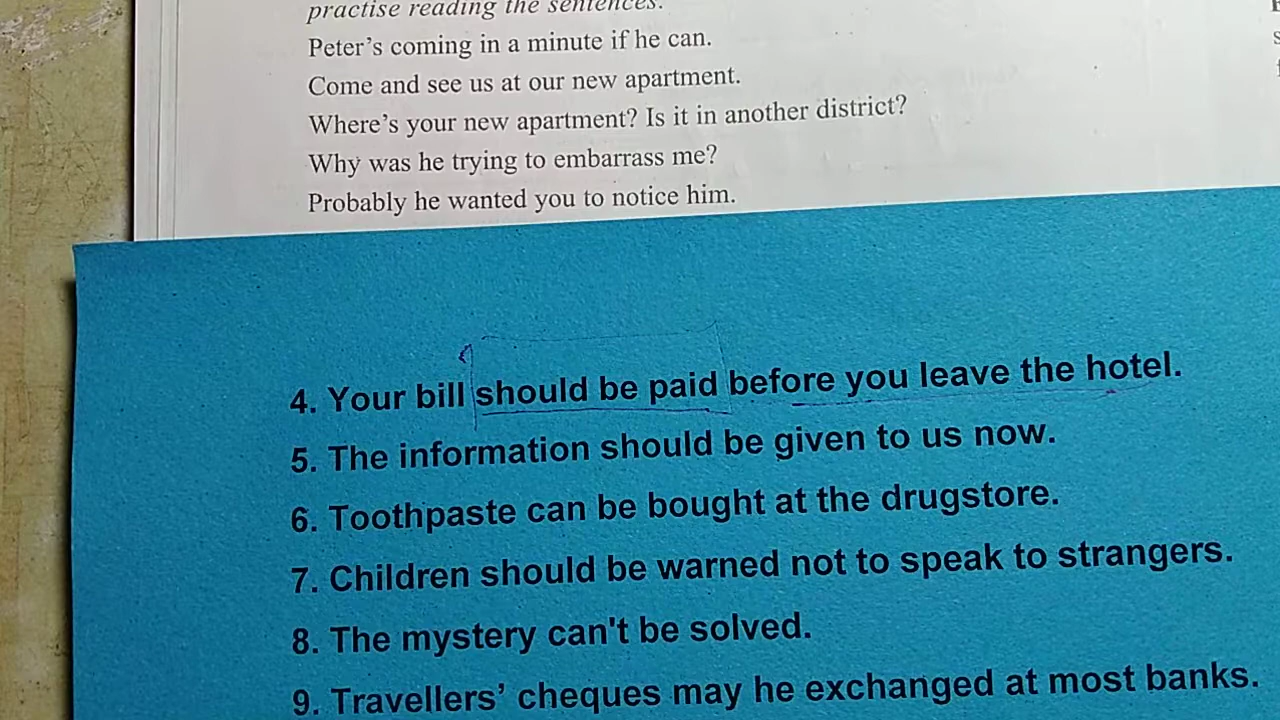 practise reading the sentences.
Peter's coming in a minute if he can.
Come and see us at our new apartment.
Where's your new apartment? Is it in another district?
Why was he trying to embarrass me?
Probably he wanted you to notice him.
4. Your bill should be paid before you leave the hotel.
5. The information should be given to us now.
6. Toothpaste can be bought at the drugstore.
7. Children should be warned not to speak to strangers.
8. The mystery can't be solved.
9. Travellers’ cheques may he exchanged at most banks.